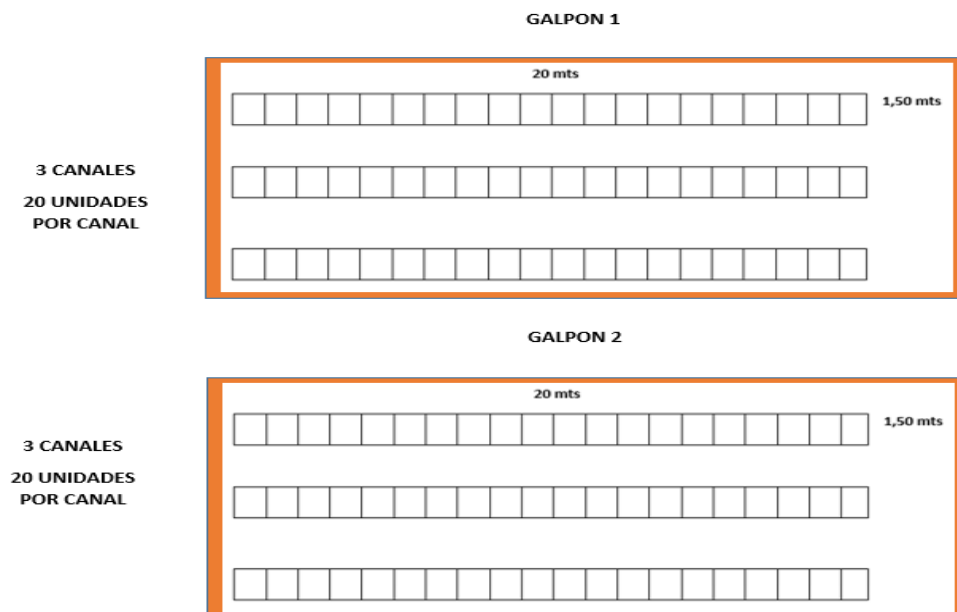 GALPON 1
20 mts
1,50 mts
3 CANALES
20 UNIDADES
POR CANAL
GALPON 2
20 mts
1,50 mts
3 CANALES
20 UNIDADES
POR CANAL